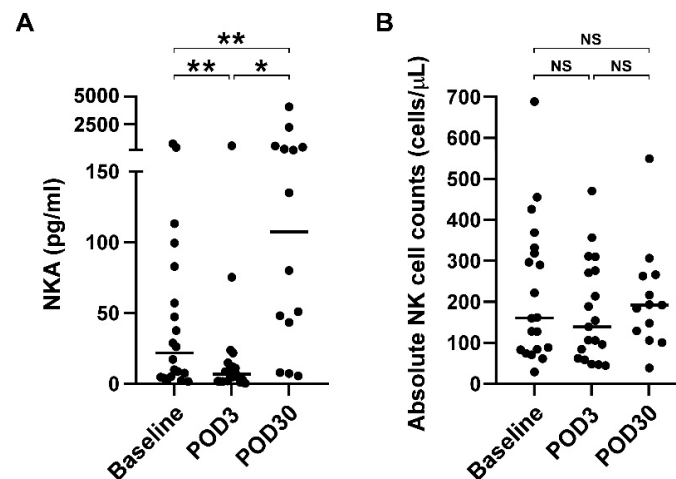 A
**
**
*
5000
2500
150
100
50
0
NKA (pg/ml)
Baseline
POD3
POD30
B
NS
NS
NS
700
600
500
400
300
200
100
0
Absolute NK cell counts (cells/μL)
Baseline
POD3
POD30